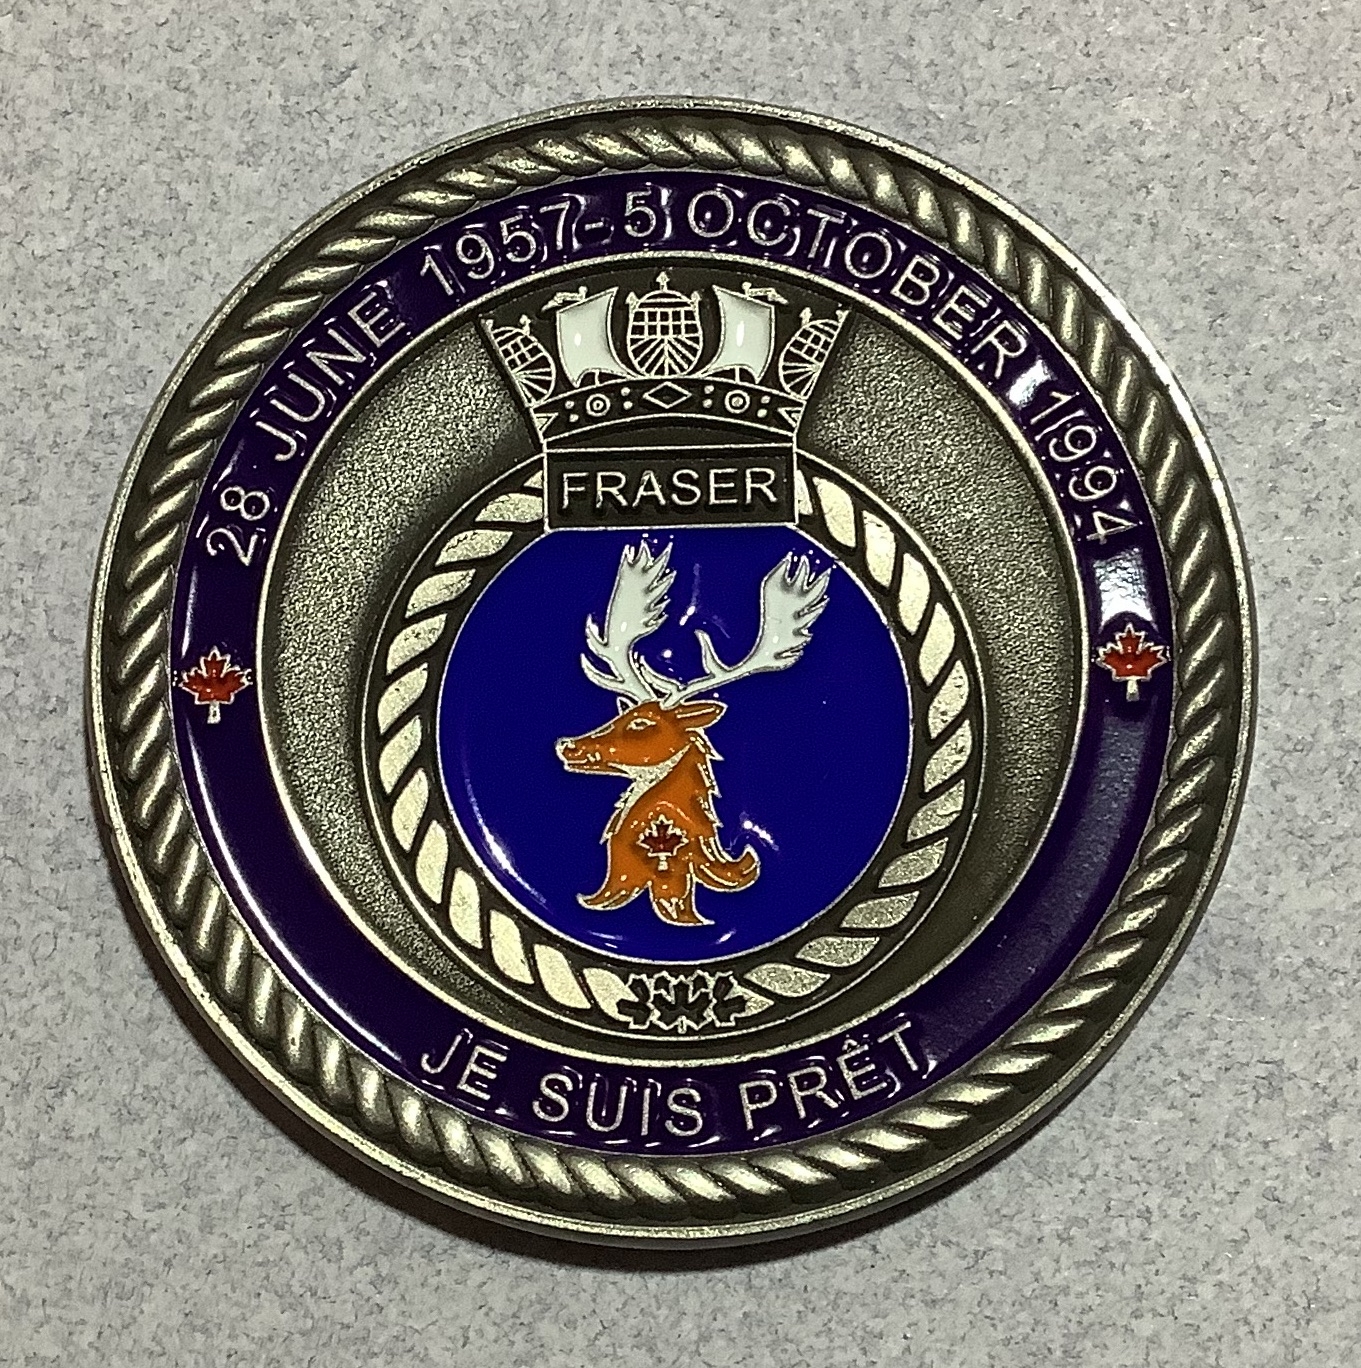 28 JUNE 1957-5 OCTOBER 1994
FRASER
JE SUIS PRÊT